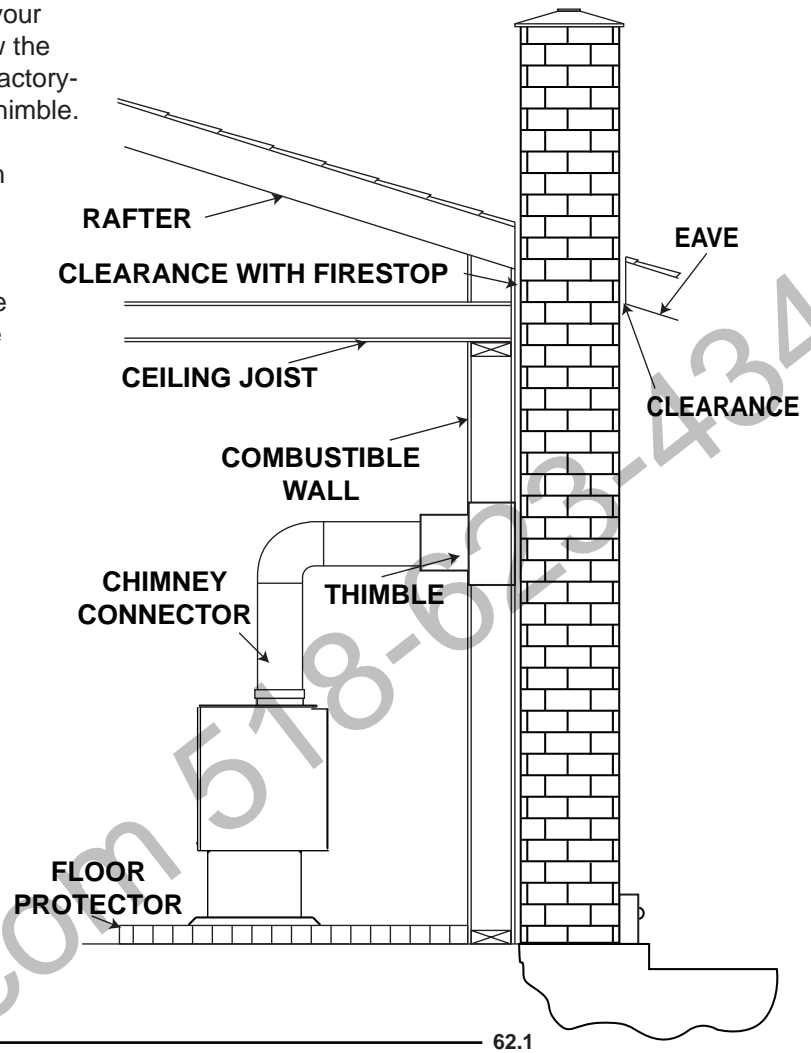 your
the
actory-
himble.
RAFTER
CLEARANCE WITH FIRESTOP
EAVE
CEILING JOIST
CLEARANCE
COMBUSTIBLE
WALL
CHIMNEY
CONNECTOR
THIMBLE
FLOOR
PROTECTOR
com 518-623-434
62.1